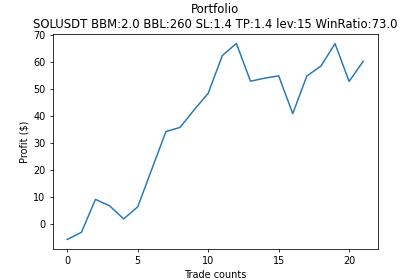 Portfolio
SOLUSDT BBM:2.0 BBL:260 SL:1.4 TP:1.4 lev:15 WinRatio:73.0
Profit ($)
70
60
50
40
30
20
10
0
0 5 10 15 20
Trade counts